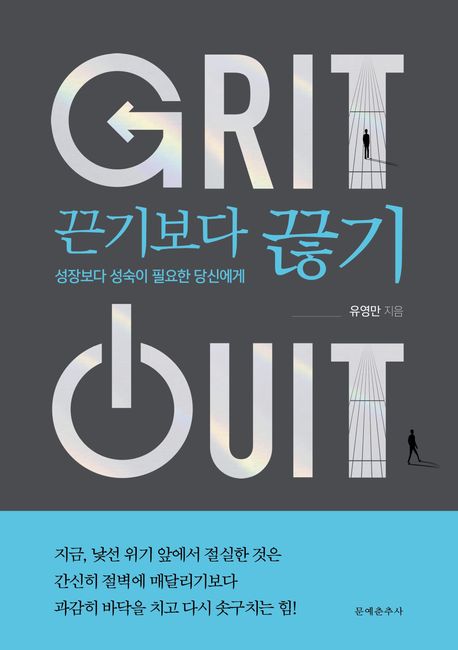 GRIT
끈기보다 끊기
성장보다 성숙이 필요한 당신에게
유영만 지음
QUIT
지금, 낯선 위기 앞에서 절실한 것은
간신히 절벽에 매달리기보다
과감히 바닥을 치고 다시 솟구치는 힘!
문예춘추사